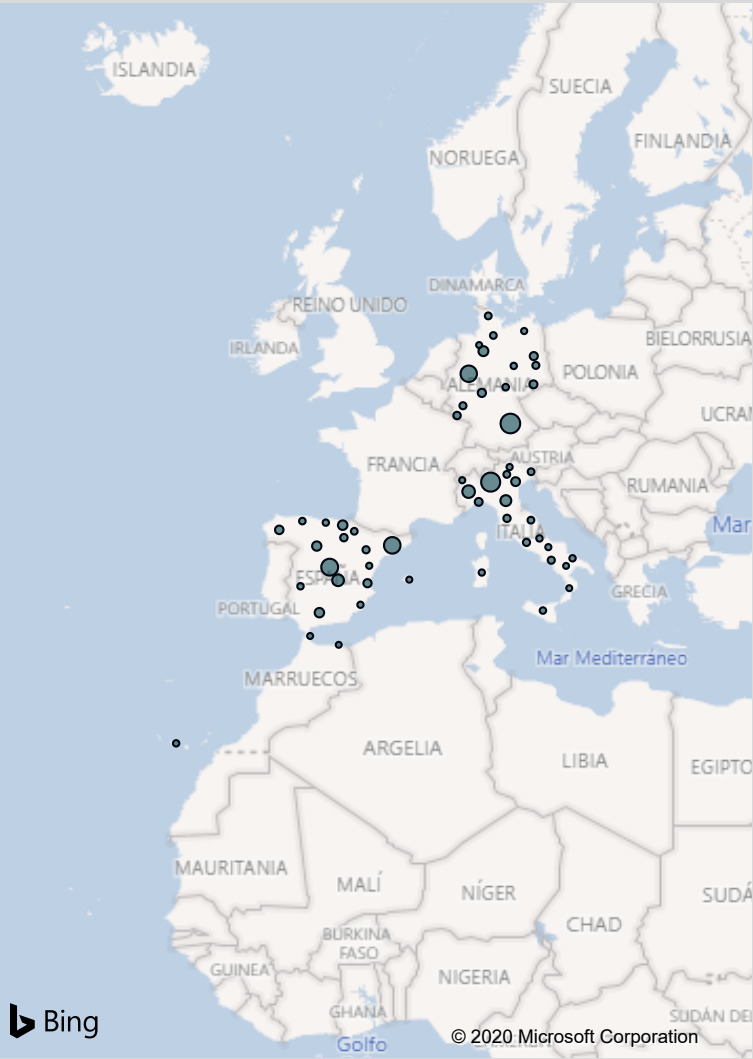 ISLANDIA
SUECIA
FINLANDIA
NORUEGA
DINAMARCA
REINO UNIDO
IRLANDA
BIELORRUSIA
POLONIA
ALEMANIA
UCRAN
AUSTRIA
FRANCIA
RUMANIA
Mar
ITALIA
ESPAÑA
GRECIA
PORTUGAL
Mar Mediterráneo
MARRUECOS
ARGELIA
LIBIA
EGIPTO
MAURITANIA
MALÍ
NÍGER
SUDÁ
CHAD
BURKINA
FASO
GUINEA
NIGERIA
GHANA
SUDÁN DEL
Bing
© 2020 Microsoft Corporation
Golfo